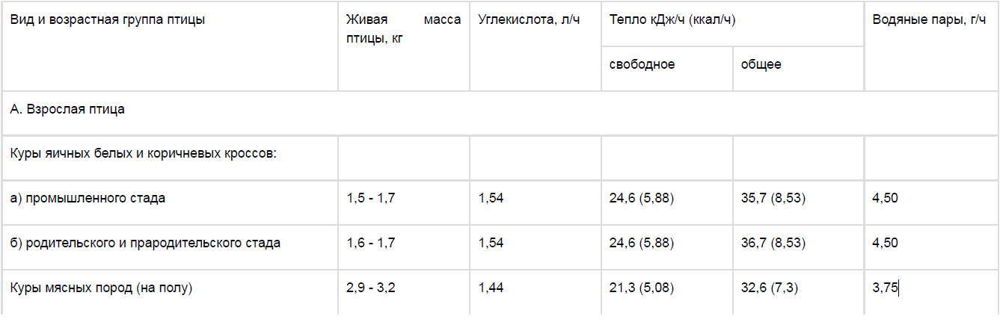 Вид и возрастная группа птицы
Живая масса
птицы, кг
Углекислота, л/ч
Тепло кДж/ч (ккал/ч)
Водяные пары, г/ч
свободное
общее
А. Взрослая птица
Куры яичных белых и коричневых кроссов:
а) промышленного стада
1,5 - 1,7
1,54
24,6 (5,88)
35,7 (8,53)
4,50
б) родительского и прародительского стада
1,6 - 1,7
1,54
24,6 (5,88)
36,7 (8,53)
4,50
Куры мясных пород (на полу)
2,9 - 3,2
1,44
21,3 (5,08)
32,6 (7,3)
3,75